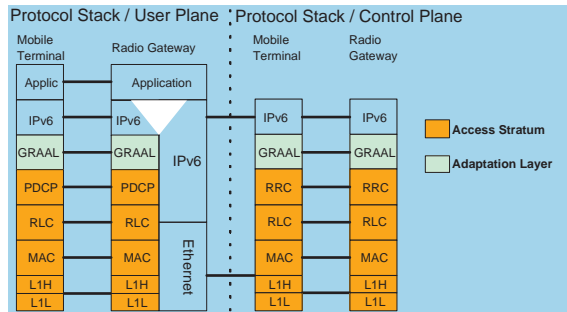 Protocol Stack / User Plane
Protocol Stack / Control Plane
Mobile
Terminal
Radio Gateway
Mobile
Terminal
Radio
Gateway
Applic
Application
IPv6
IPv6
IPv6
IPv6
IPv6
GRAAL
GRAAL
GRAAL
GRAAL
PDCP
PDCP
RRC
RRC
RLC
RLC
RLC
RLC
MAC
MAC
Ethernet
MAC
MAC
L1H
L1H
L1H
L1H
L1L
L1L
L1L
L1L
Access Stratum
Adaptation Layer